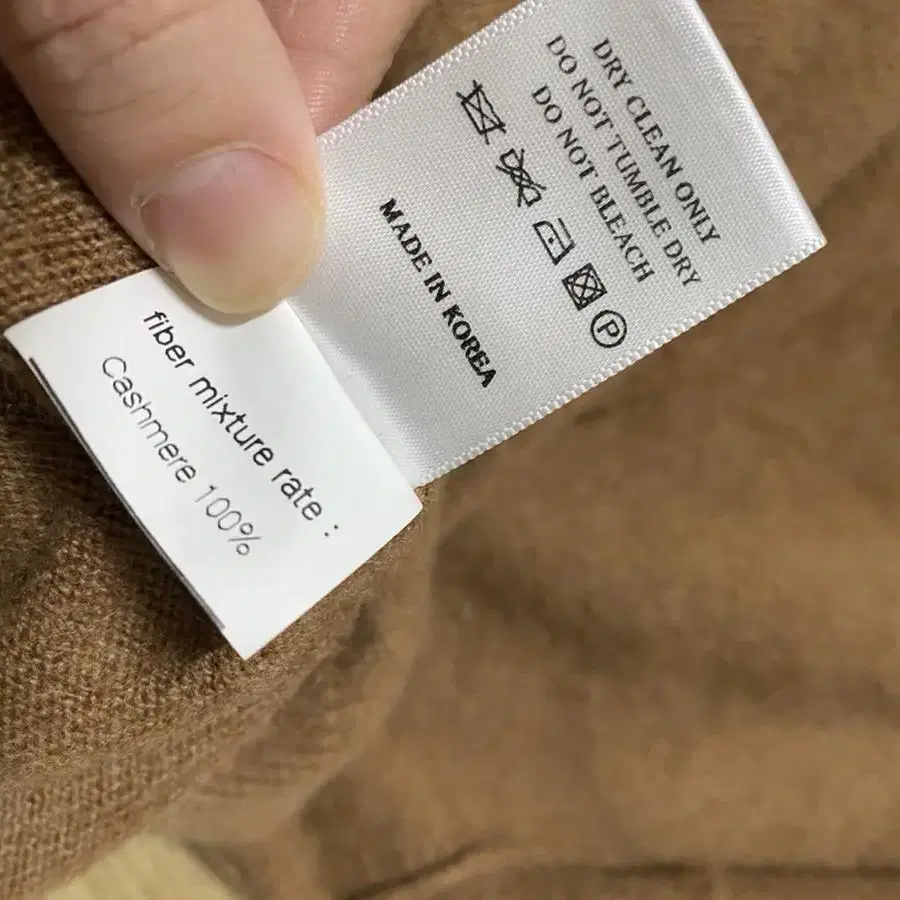 DRY CLEAN ONLY
DO NOT TUMBLE DRY
DO NOT BLEACH
P
MADE IN KOREA
fiber mixture rate :
Cashmere 100%